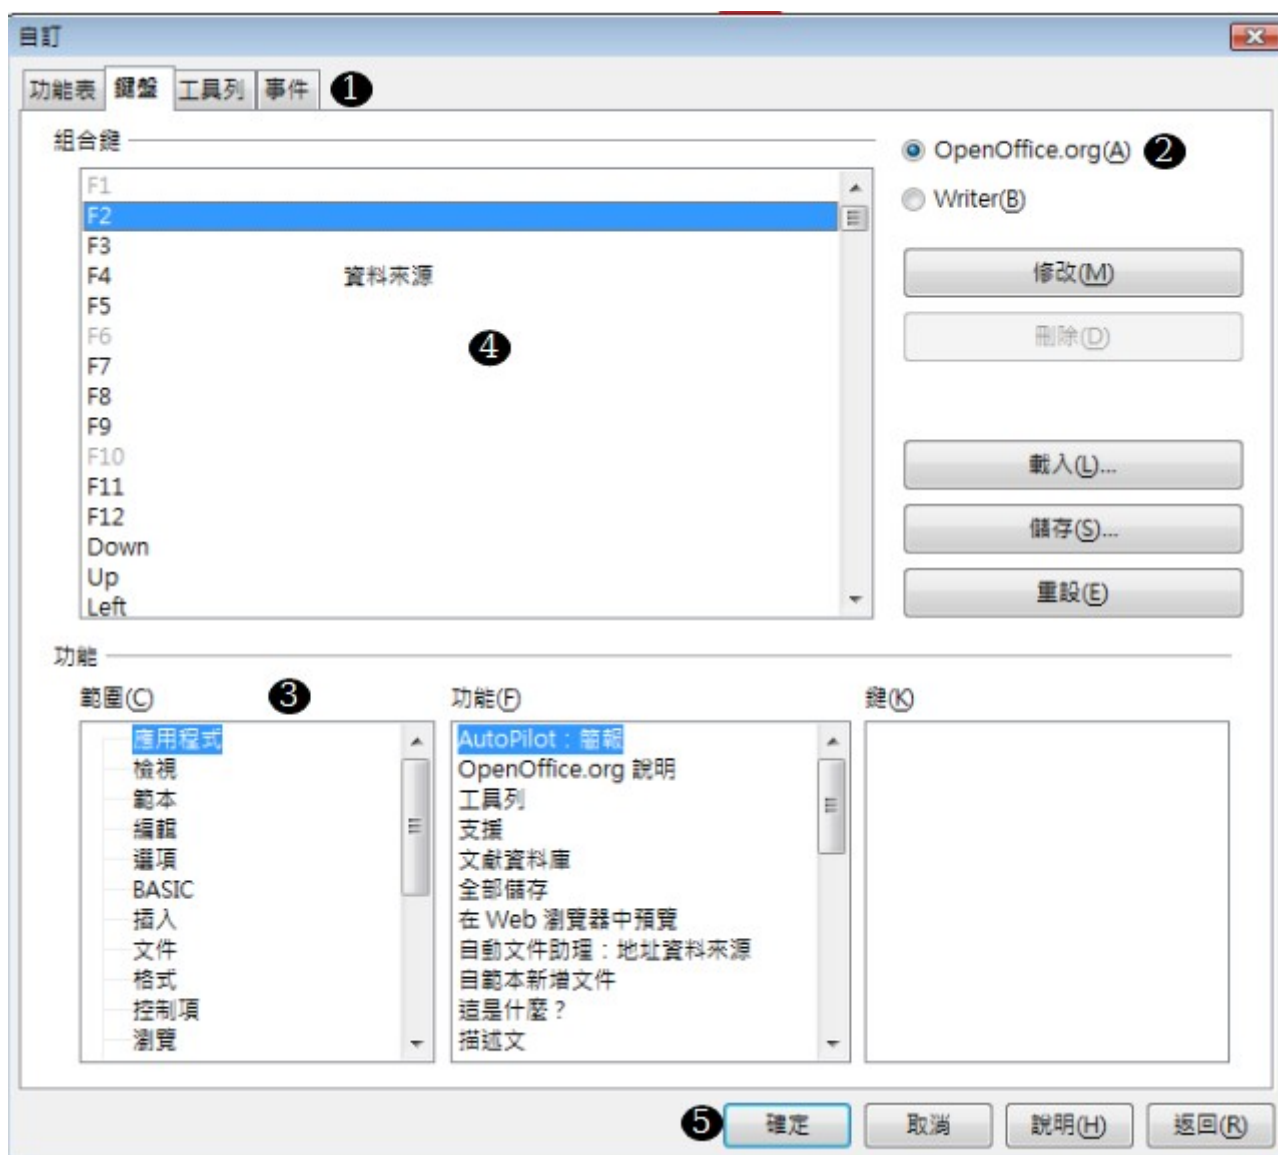 自訂
功能表 鍵盤 工具列 事件 ❶
組合鍵
OpenOffice.org(A) ❷
Writer(B)
F1
F2
F3
F4 資料來源
F5
F6
❹
F7
F8
F9
F10
F11
F12
Down
Up
Left
修改(M)
刪除(D)
載入(L)...
儲存(S)...
重設(E)
功能
範圍(C) ❸
應用程式
檢視
範本
編輯
選項
BASIC
插入
文件
格式
控制項
瀏覽
功能(F)
AutoPilot：簡報
OpenOffice.org 說明
工具列
支援
文獻資料庫
全部儲存
在 Web 瀏覽器中預覽
自動文件助理：地址資料來源
自範本新增文件
這是什麼？
描述文
鍵(K)
❺ 確定 取消 說明(H) 返回(R)